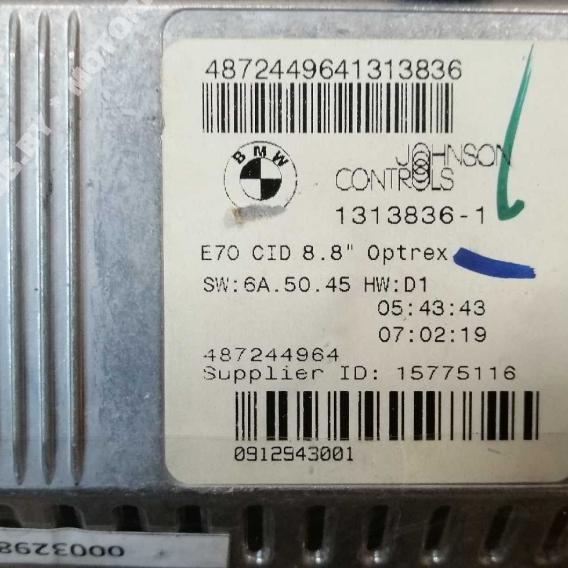 4872449641313836
BMW
JOHNSON
CONTROLS
1313836-1
E70 CID 8.8" Optrex
SW:6A.50.45 HW:D1
05:43:43
07:02:19
487244964
Supplier ID: 15775116
0912943001
0003298